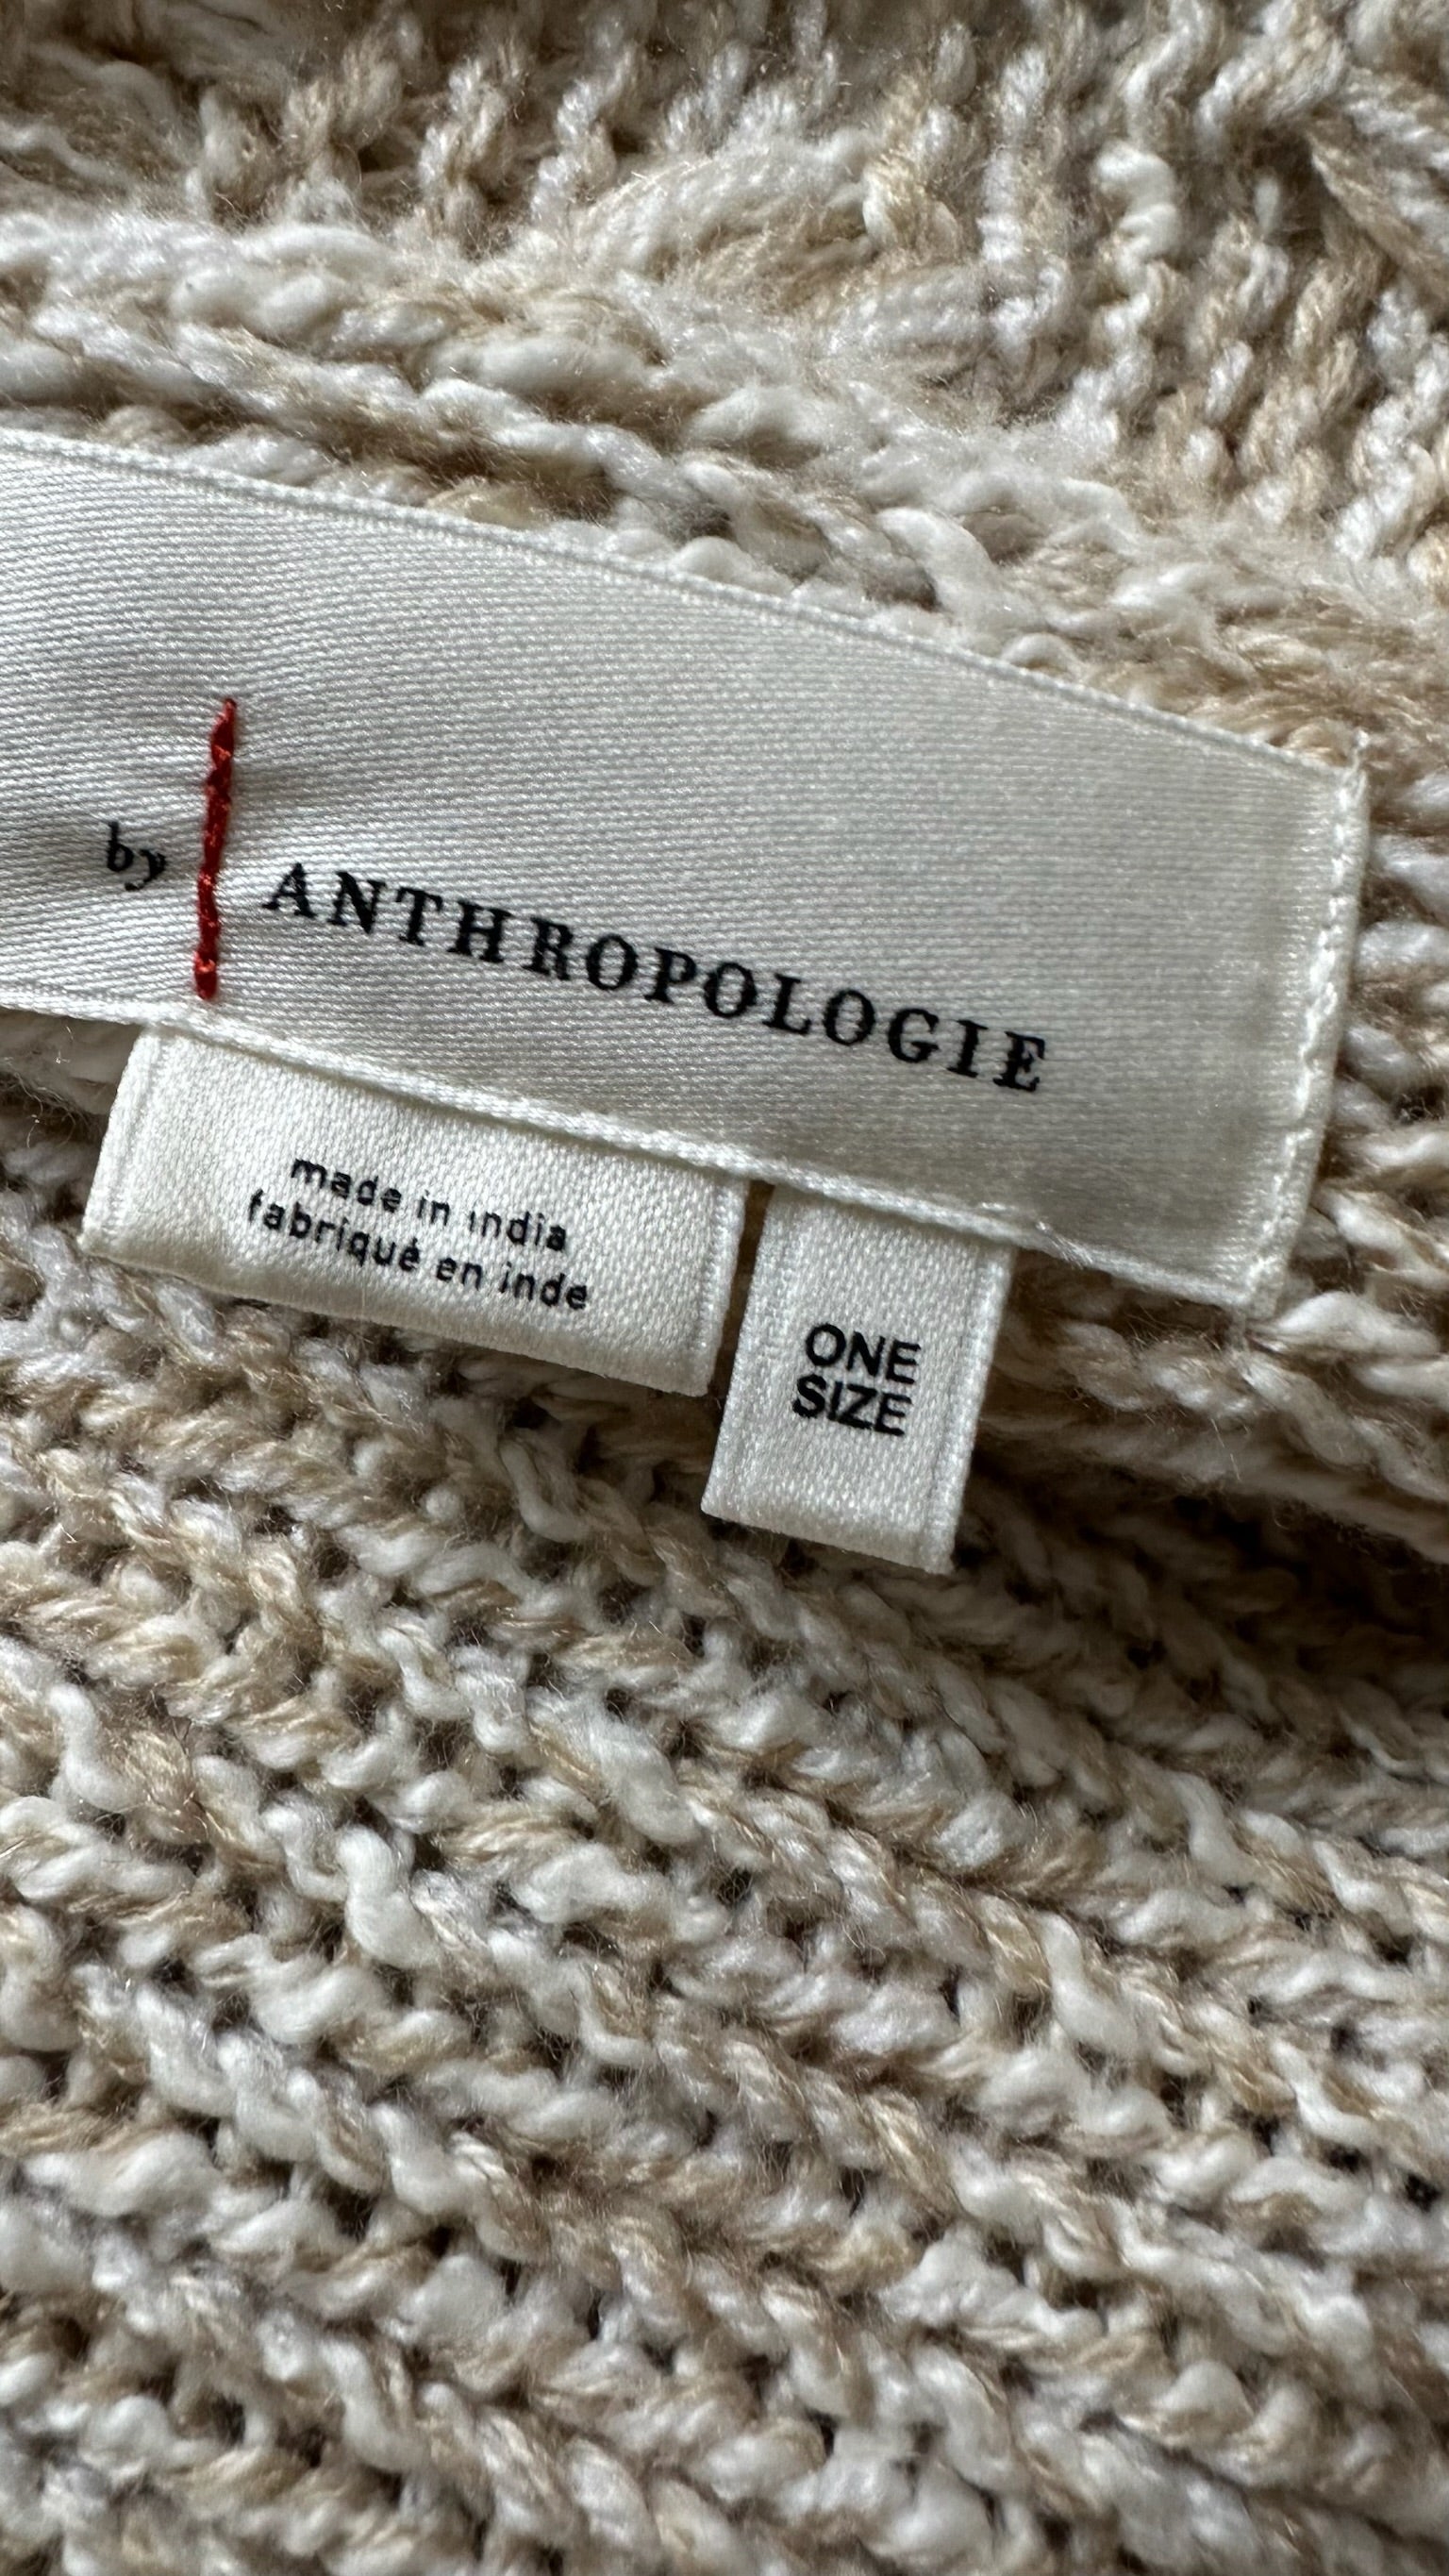 by ANTHROPOLOGIE
made in india
fabriqué en inde
ONE
SIZE